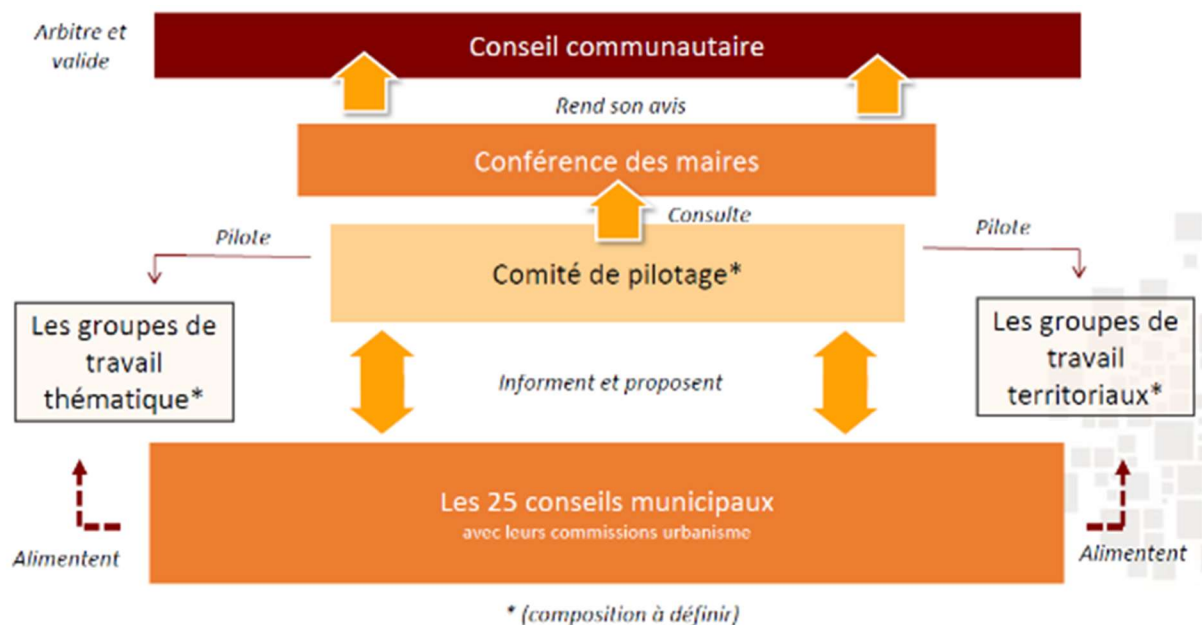 Arbitre et
valide
Conseil communautaire
Rend son avis
Conférence des maires
Consulte
Pilote
Pilote
Comité de pilotage*
Les groupes de
travail
thématique*
Les groupes de
travail
territoriaux*
Informent et proposent
Les 25 conseils municipaux
avec leurs commissions urbanisme
Alimentent
Alimentent
* (composition à définir)